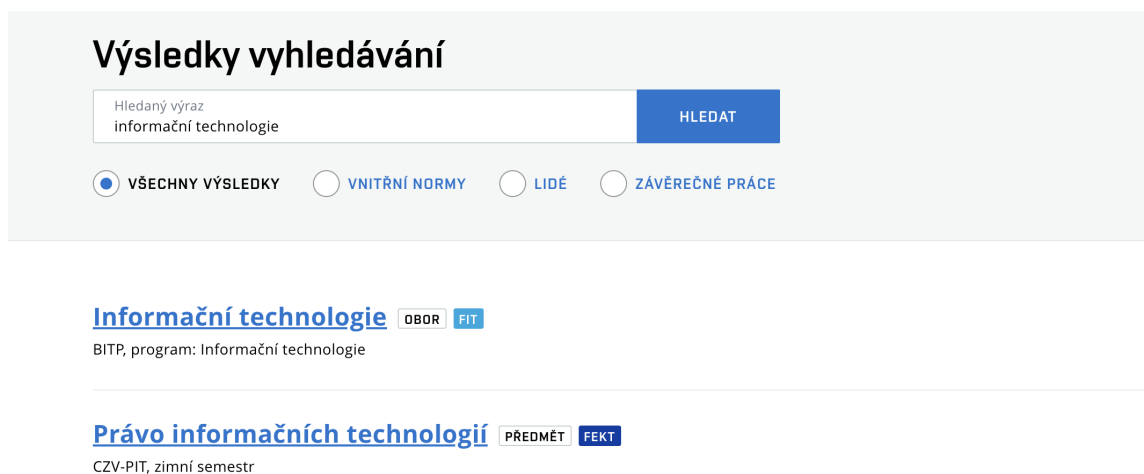 Výsledky vyhledávání
Hledaný výraz
informační technologie
HLEDAT
VŠECHNY VÝSLEDKY VNITŘNÍ NORMY LIDÉ ZÁVĚREČNÉ PRÁCE
Informační technologie OBOR FIT
BITP, program: Informační technologie
Právo informačních technologií PŘEDMĚT FEKT
CZV-PIT, zimní semestr